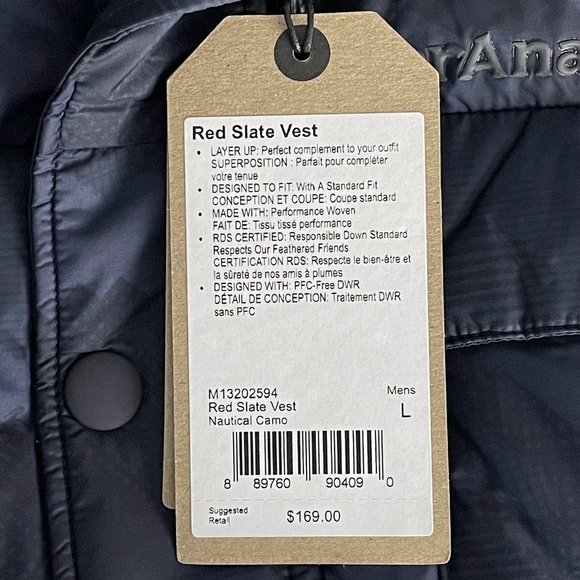 rAna
Red Slate Vest
• LAYER UP: Perfect complement to your outfit
SUPERPOSITION : Parfait pour compléter
votre tenue
• DESIGNED TO FIT: With A Standard Fit
CONCEPTION ET COUPE: Coupe standard
• MADE WITH: Performance Woven
FAIT DE: Tissu tissé performance
• RDS CERTIFIED: Responsible Down Standard
Respects Our Feathered Friends
CERTIFICATION RDS: Respecte le bien-être et
la sûreté de nos amis à plumes
• DESIGNED WITH: PFC-Free DWR
DÉTAIL DE CONCEPTION: Traitement DWR
sans PFC
M13202594 Mens
Red Slate Vest L
Nautical Camo
8 89760 90409 0
Suggested
Retail $169.00